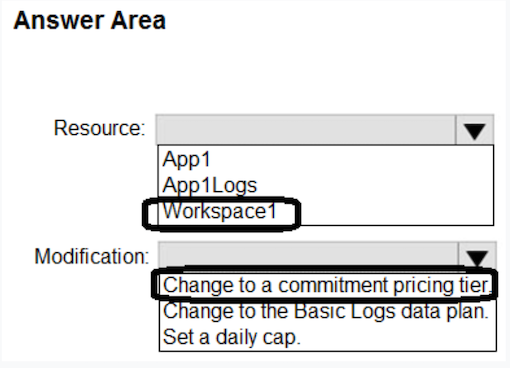 Answer Area
Resource:
App1
App1Logs
Workspace1
Modification:
Change to a commitment pricing tier.
Change to the Basic Logs data plan.
Set a daily cap.